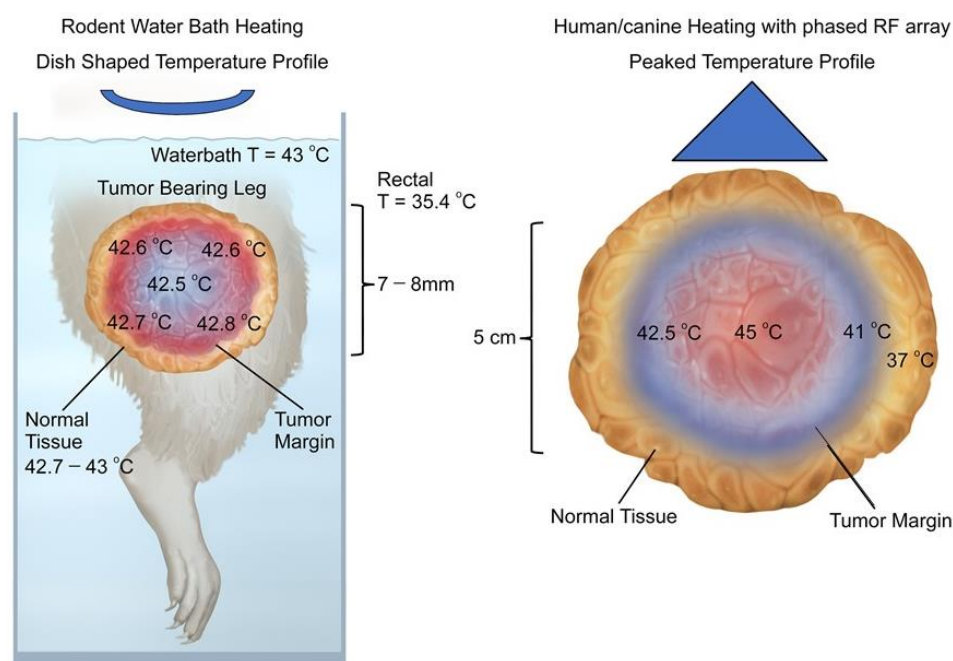 Rodent Water Bath Heating
Dish Shaped Temperature Profile
Waterbath T = 43 °C
Tumor Bearing Leg
42.6 °C
42.6 °C
42.5 °C
42.7 °C
42.8 °C
Rectal
T = 35.4 °C
7 – 8mm
Normal
Tissue
42.7 – 43 °C
Tumor
Margin
Human/canine Heating with phased RF array
Peaked Temperature Profile
5 cm
42.5 °C
45 °C
41 °C
37 °C
Normal Tissue
Tumor Margin